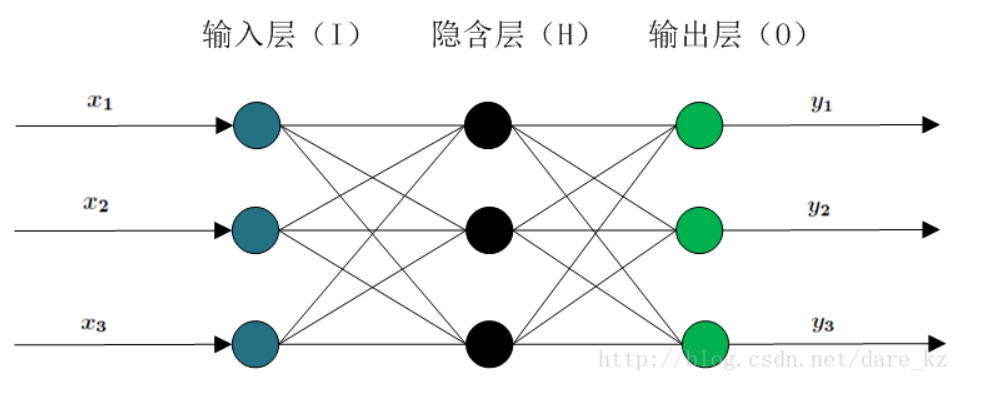 输入层（I） 隐含层（H） 输出层（O）
x1 y1
x2 y2
x3 y3
http://blog.csdn.net/dare_kz